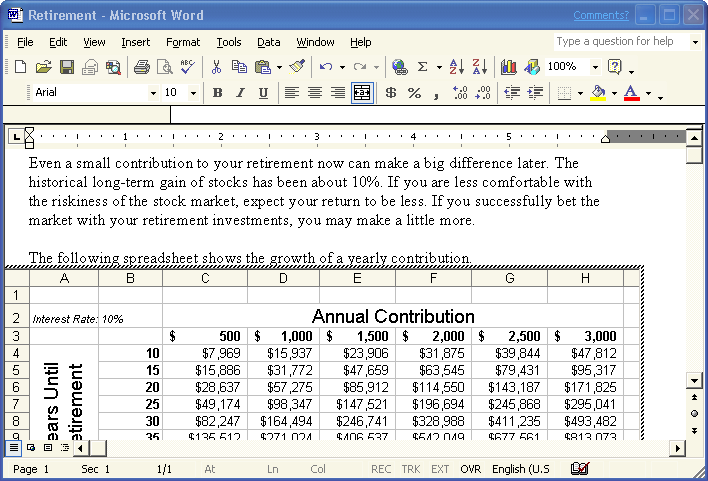 Retirement - Microsoft Word Comments?
File Edit View Insert Format Tools Data Window Help Type a question for help
100%
Arial 10 B I U $ % ,
1 2 3 4 5
Even a small contribution to your retirement now can make a big difference later. The
historical long-term gain of stocks has been about 10%. If you are less comfortable with
the riskiness of the stock market, expect your return to be less. If you successfully bet the
market with your retirement investments, you may make a little more.
The following spreadsheet shows the growth of a yearly contribution.
A B C D E F G H
1
2 Interest Rate: 10% Annual Contribution
3 $ 500 $ 1,000 $ 1,500 $ 2,000 $ 2,500 $ 3,000
4 10 $7,969 $15,937 $23,906 $31,875 $39,844 $47,812
5 15 $15,886 $31,772 $47,659 $63,545 $79,431 $95,317
6 20 $28,637 $57,275 $85,912 $114,550 $143,187 $171,825
7 25 $49,174 $98,347 $147,521 $196,694 $245,868 $295,041
8 30 $82,247 $164,494 $246,741 $328,988 $411,235 $493,482
9 35 $135,512 $271,024 $406,537 $542,049 $677,561 $813,073
ears Until
etirement
Page 1 Sec 1 1/1 At Ln Col REC TRK EXT OVR English (U.S